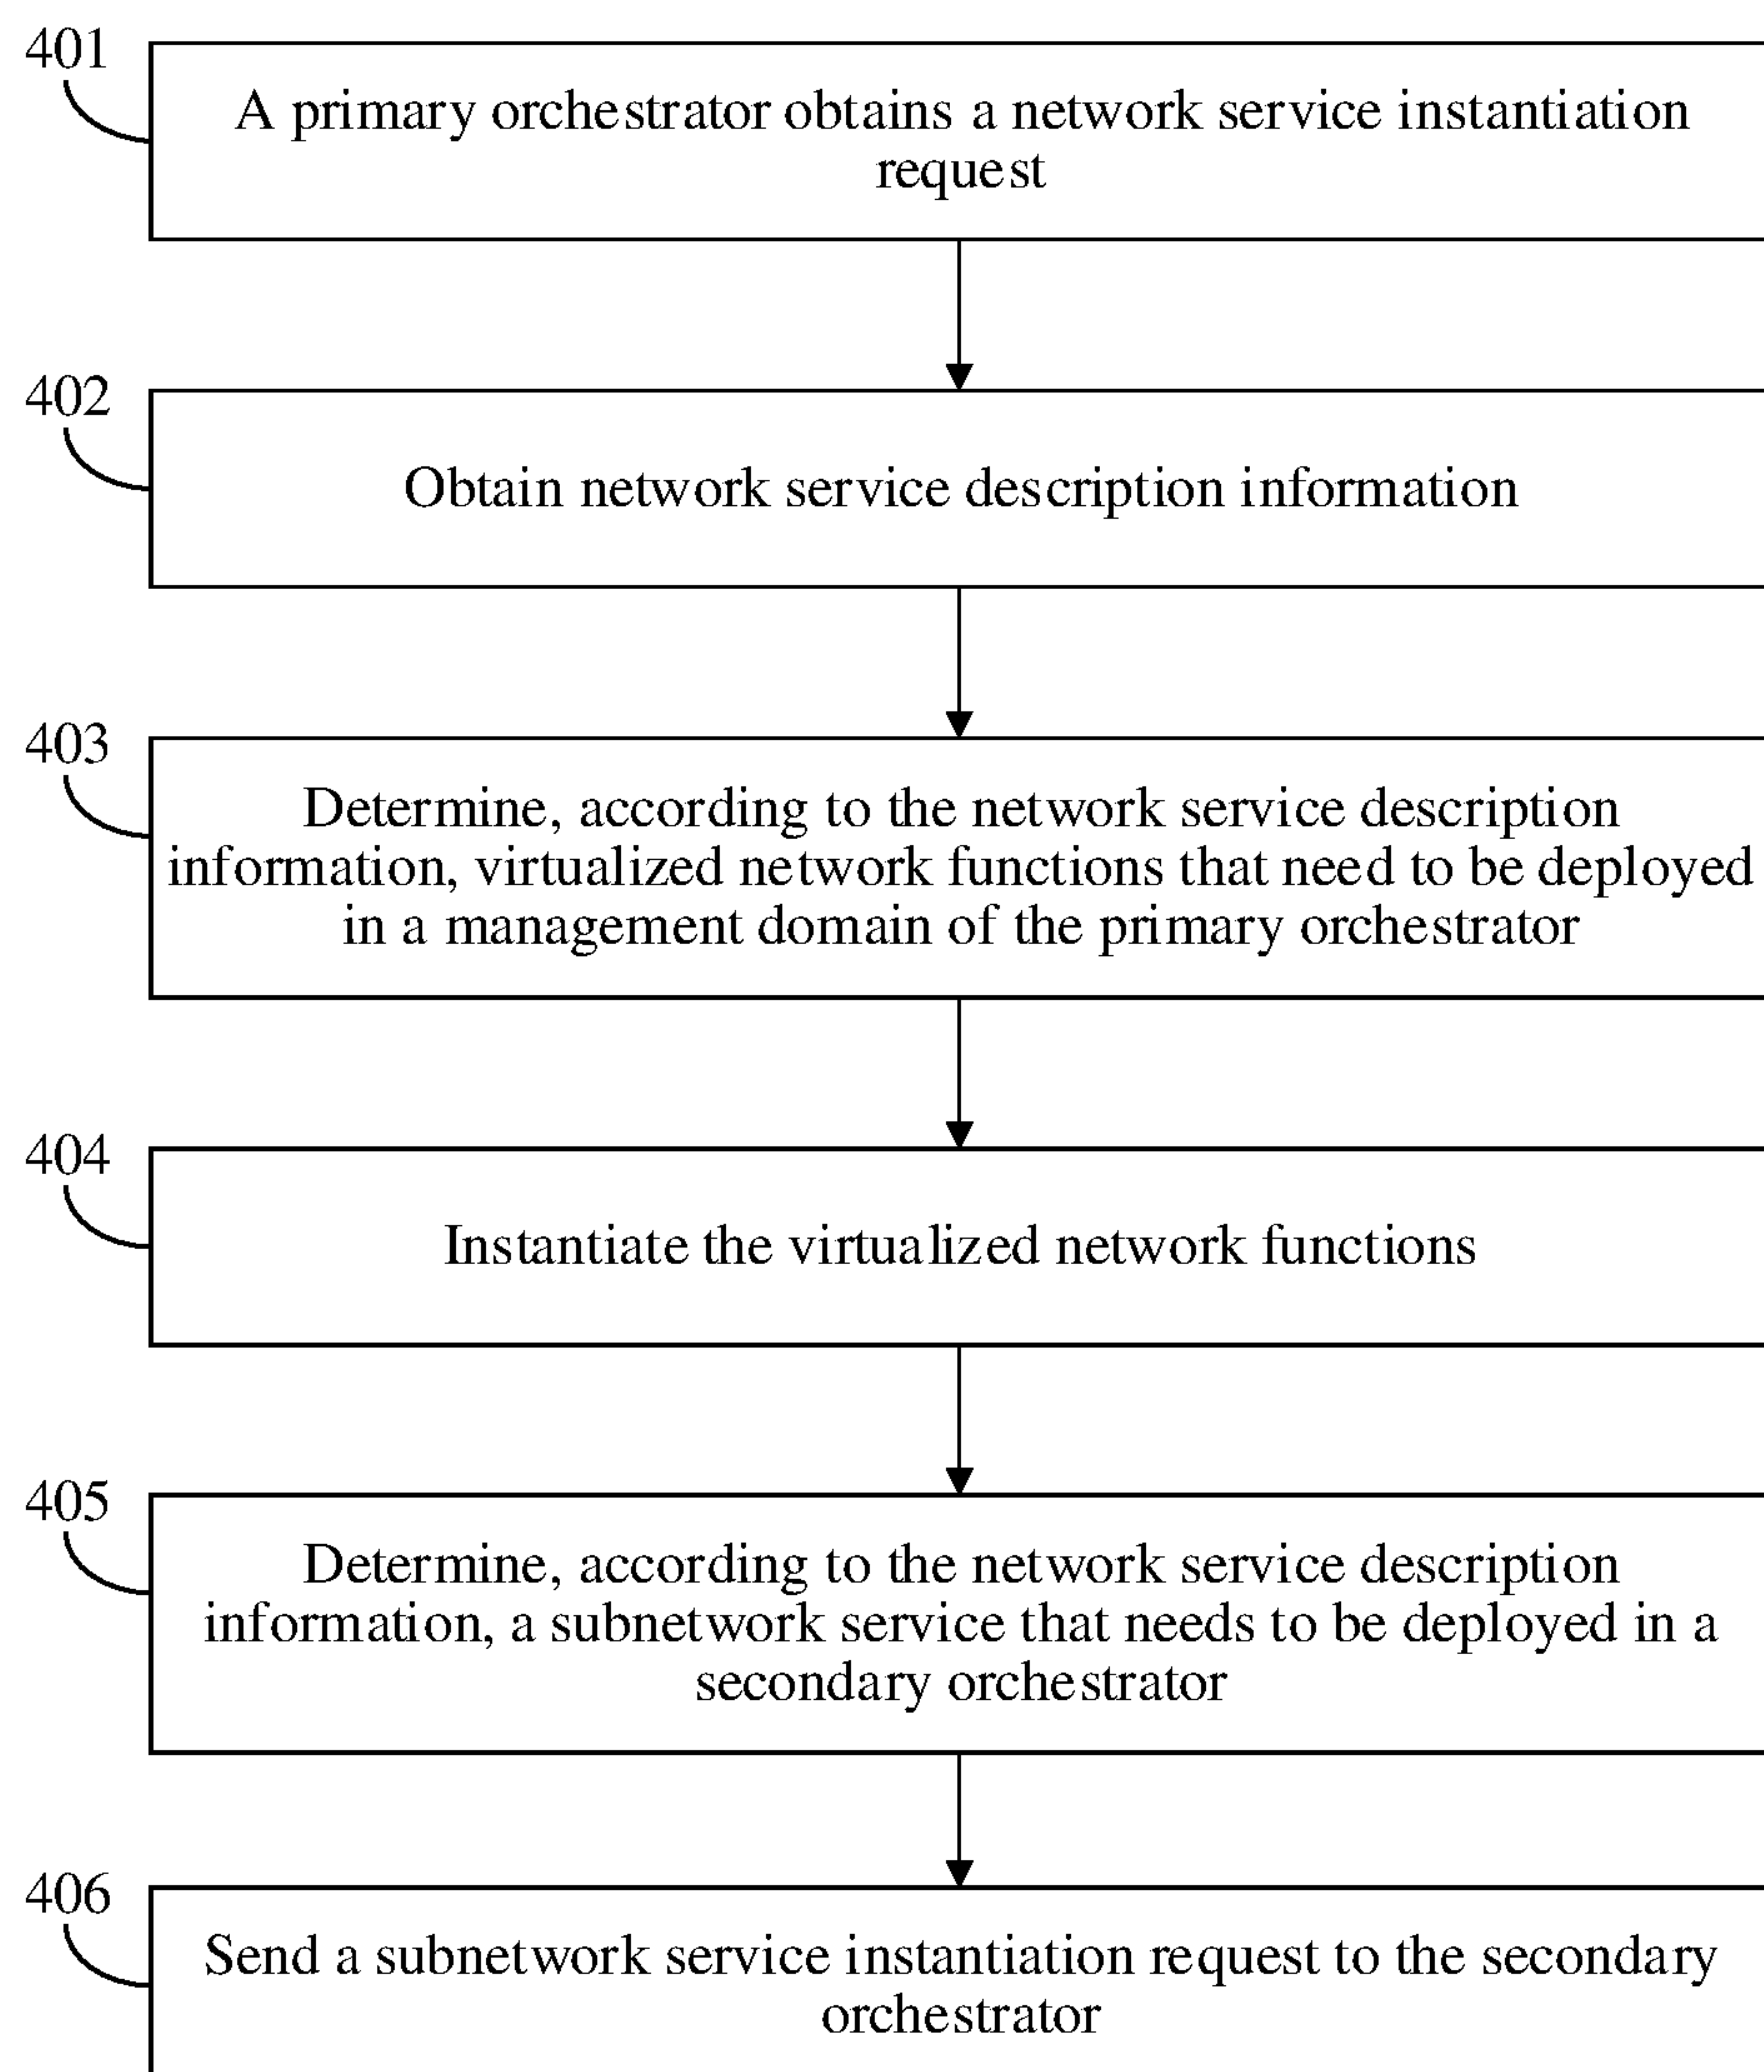 401
A primary orchestrator obtains a network service instantiation
request
402
Obtain network service description information
403
Determine, according to the network service description
information, virtualized network functions that need to be deployed
in a management domain of the primary orchestrator
404
Instantiate the virtualized network functions
405
Determine, according to the network service description
information, a subnetwork service that needs to be deployed in a
secondary orchestrator
406
Send a subnetwork service instantiation request to the secondary
orchestrator